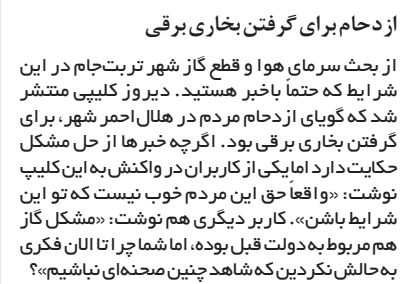 ازدحام برای گرفتن بخاری برقی
از بحث سرمای هوا و قطع گاز شهر تربت‌جام در این
شرایط که حتماً باخبر هستید. دیروز کلیپی منتشر
شد که گویای ازدحام مردم در هلال‌احمر شهر، برای
گرفتن بخاری برقی بود. اگرچه خبرها از حل مشکل
حکایت دارد اما یکی از کاربران در واکنش به این کلیپ
نوشت: «واقعاً حق این مردم خوب نیست که تو این
شرایط باشن». کاربر دیگری هم نوشت: «مشکل گاز
هم مربوط به دولت قبل بوده، اما شما چرا تا الان فکری
به حالش نکردین که شاهد چنین صحنه‌ای نباشیم»؟